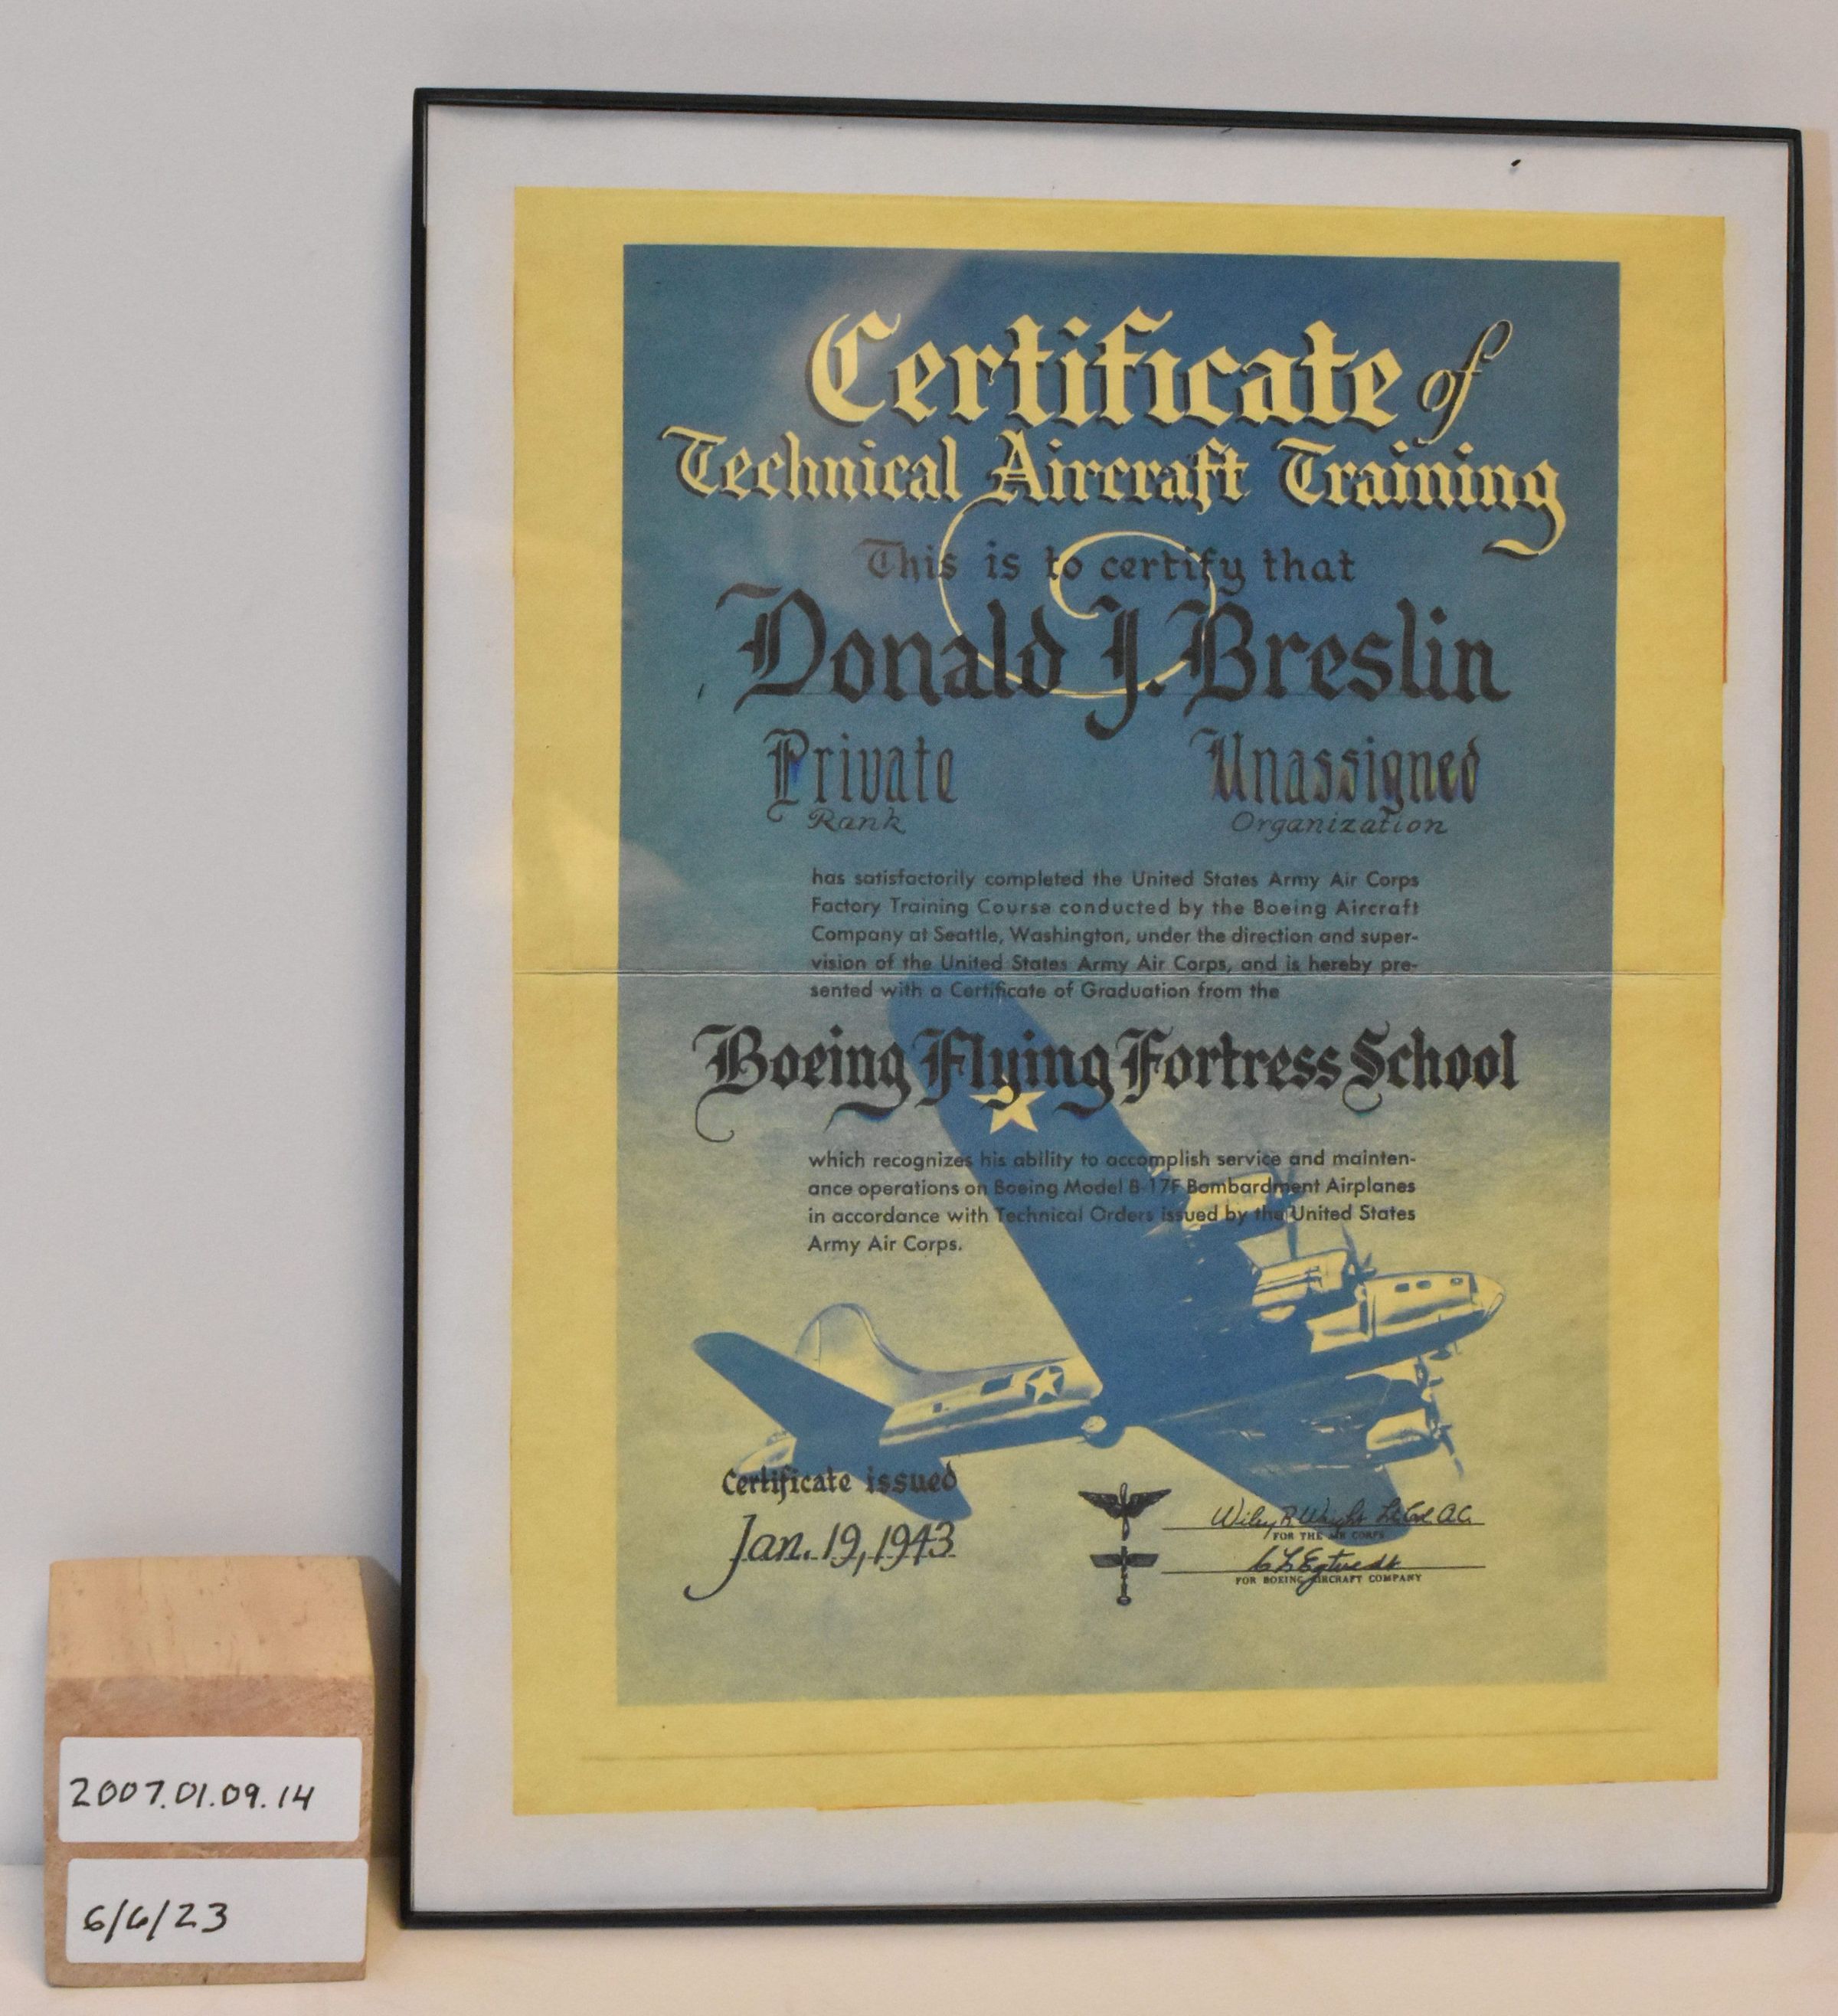 Certificate of
Technical Aircraft Training
This is to certify that
Donald J. Breslin
Private Unassigned
Rank Organization
has satisfactorily completed the United States Army Air Corps
Factory Training Course conducted by the Boeing Aircraft
Company at Seattle, Washington, under the direction and super-
vision of the United States Army Air Corps, and is hereby pre-
sented with a Certificate of Graduation from the
Boeing Flying Fortress School
which recognizes his ability to accomplish service and mainten-
ance operations on Boeing Model B-17F Bombardment Airplanes
in accordance with Technical Orders issued by the United States
Army Air Corps.
Certificate issued
Jan. 19, 1943
Wiley R Wright Lt Col. A.C.
FOR THE AIR CORPS
C L Egtvedt
FOR BOEING AIRCRAFT COMPANY
2007.01.09.14
6/6/23